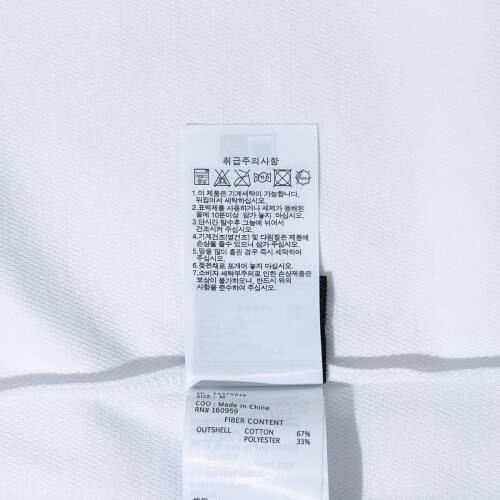 취급주의사항
1.이 제품은 기계세탁이 가능합니다,
뒤집어서 세탁하십시오.
2.표백제를 사용하거나 세제가 용해된
물에 10분이상 담가 놓지 마십시오.
3.단시간 탈수후 그늘에 뉘어서
건조시켜 주십시오.
4.기계건조(열건조) 및 다림질은 제품에
손상을 줄수 있으니 삼가 주십시오.
5.땀을 많이 흘린 경우 즉시 세탁하여
주십시오.
6.젖은채로 포개어 놓지 마십시오.
7.소비자 세탁부주의로 인한 손상제품은
보상이 불가하오니, 반드시 위의
사항을 준수하여 주십시오.
SIZE : M
COO : Made in China
RN# 160959
FIBER CONTENT
OUTSHELL COTTON 67%
POLYESTER 33%